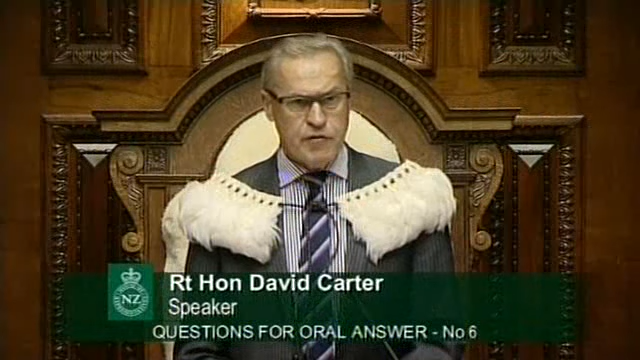 Rt Hon David Carter
NZ
Speaker
QUESTIONS FOR ORAL ANSWER - No 6